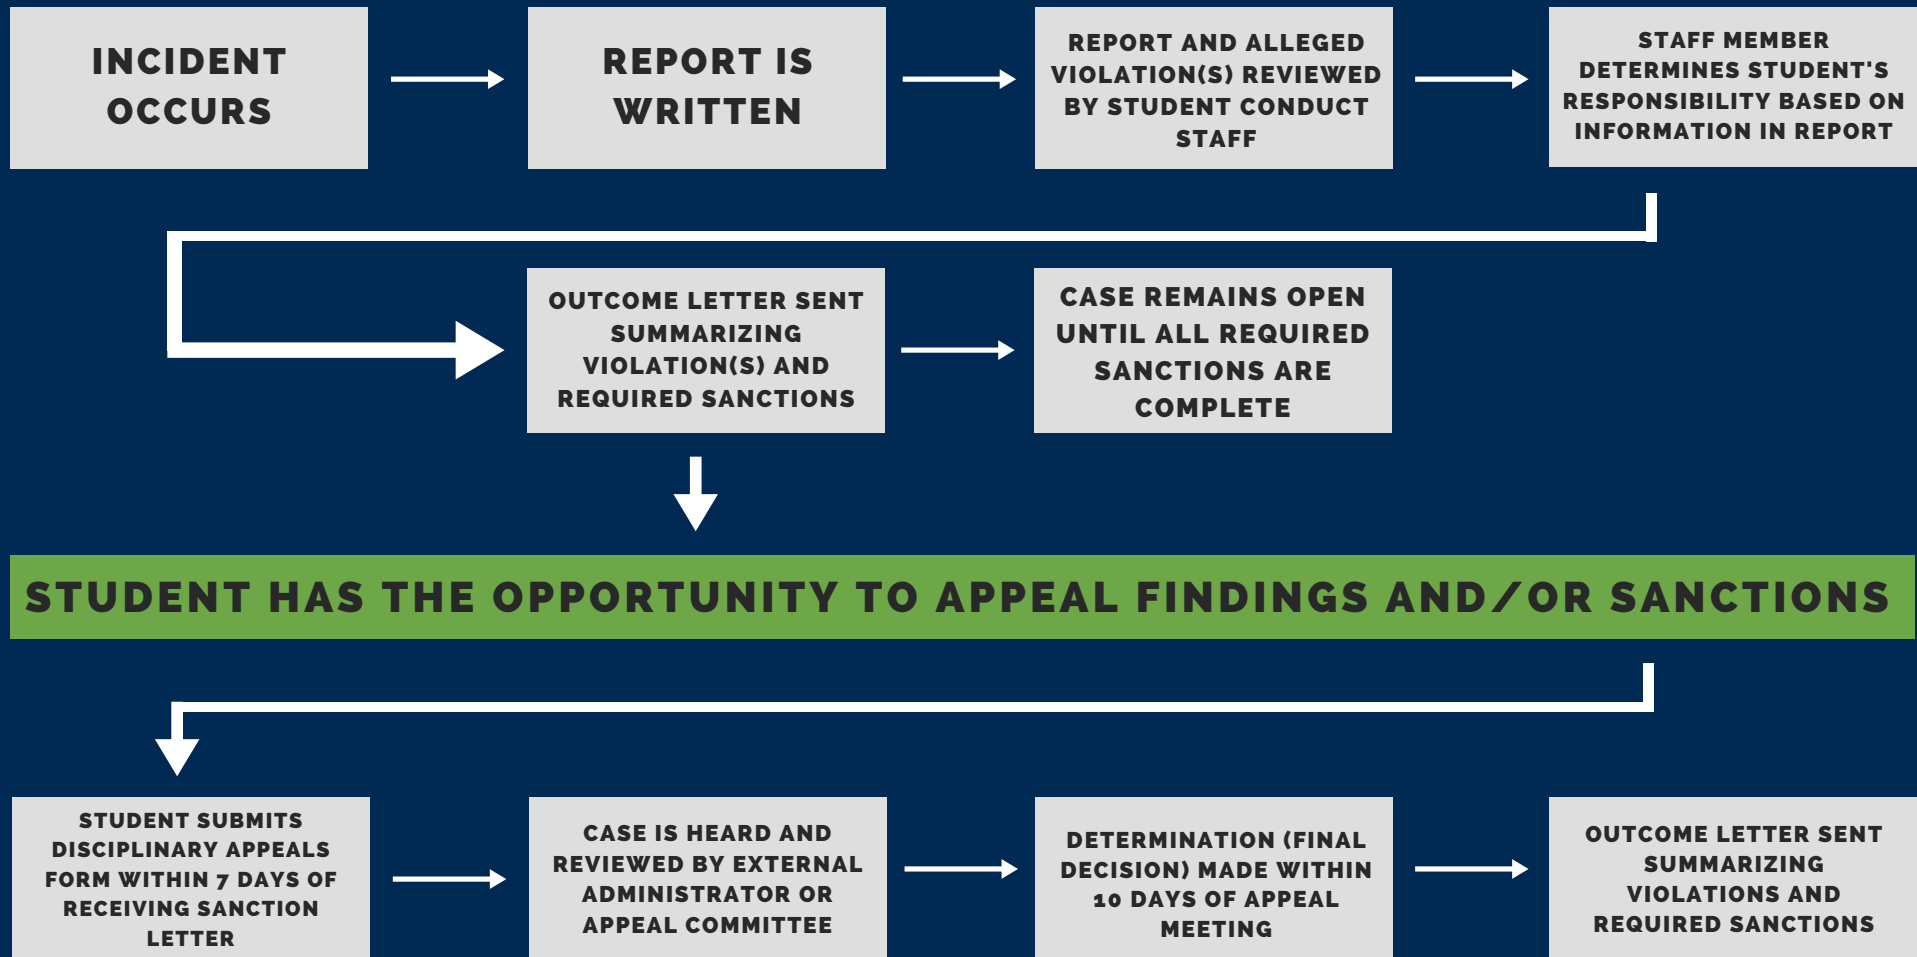 INCIDENT
OCCURS
REPORT IS
WRITTEN
REPORT AND ALLEGED
VIOLATION(S) REVIEWED
BY STUDENT CONDUCT
STAFF
STAFF MEMBER
DETERMINES STUDENT'S
RESPONSIBILITY BASED ON
INFORMATION IN REPORT
OUTCOME LETTER SENT
SUMMARIZING
VIOLATION(S) AND
REQUIRED SANCTIONS
CASE REMAINS OPEN
UNTIL ALL REQUIRED
SANCTIONS ARE
COMPLETE
STUDENT HAS THE OPPORTUNITY TO APPEAL FINDINGS AND/OR SANCTIONS
STUDENT SUBMITS
DISCIPLINARY APPEALS
FORM WITHIN 7 DAYS OF
RECEIVING SANCTION
LETTER
CASE IS HEARD AND
REVIEWED BY EXTERNAL
ADMINISTRATOR OR
APPEAL COMMITTEE
DETERMINATION (FINAL
DECISION) MADE WITHIN
10 DAYS OF APPEAL
MEETING
OUTCOME LETTER SENT
SUMMARIZING
VIOLATIONS AND
REQUIRED SANCTIONS